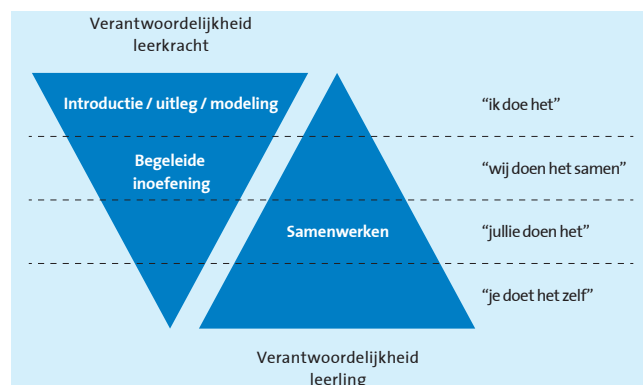 Verantwoordelijkheid
leerkracht
Introductie / uitleg / modeling
“ik doe het”
Begeleide
inoefening
“wij doen het samen”
Samenwerken
“jullie doen het”
“je doet het zelf”
Verantwoordelijkheid
leerling